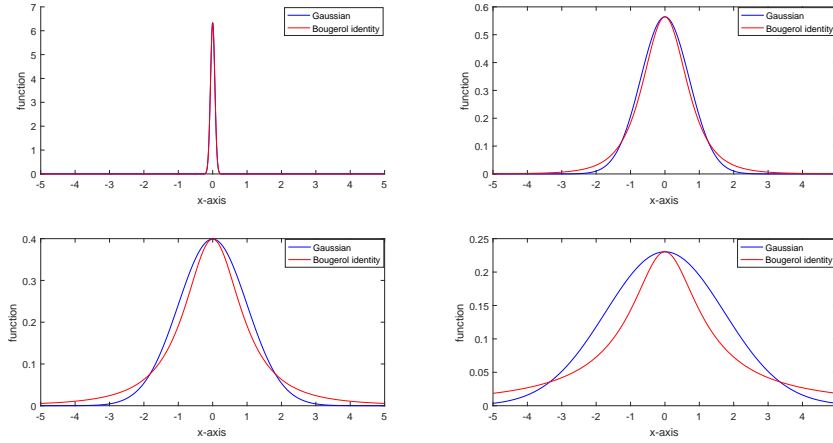 7
6
5
4
3
2
1
0
function
-5 -4 -3 -2 -1 0 1 2 3 4 5
x-axis
Gaussian
Bougerol identity
0.6
0.5
0.4
0.3
0.2
0.1
0
function
-5 -4 -3 -2 -1 0 1 2 3 4
x-axis
Gaussian
Bougerol identity
0.4
0.3
0.2
0.1
0
function
-5 -4 -3 -2 -1 0 1 2 3 4 5
x-axis
Gaussian
Bougerol identity
0.25
0.2
0.15
0.1
0.05
0
function
-5 -4 -3 -2 -1 0 1 2 3 4
x-axis
Gaussian
Bougerol identity